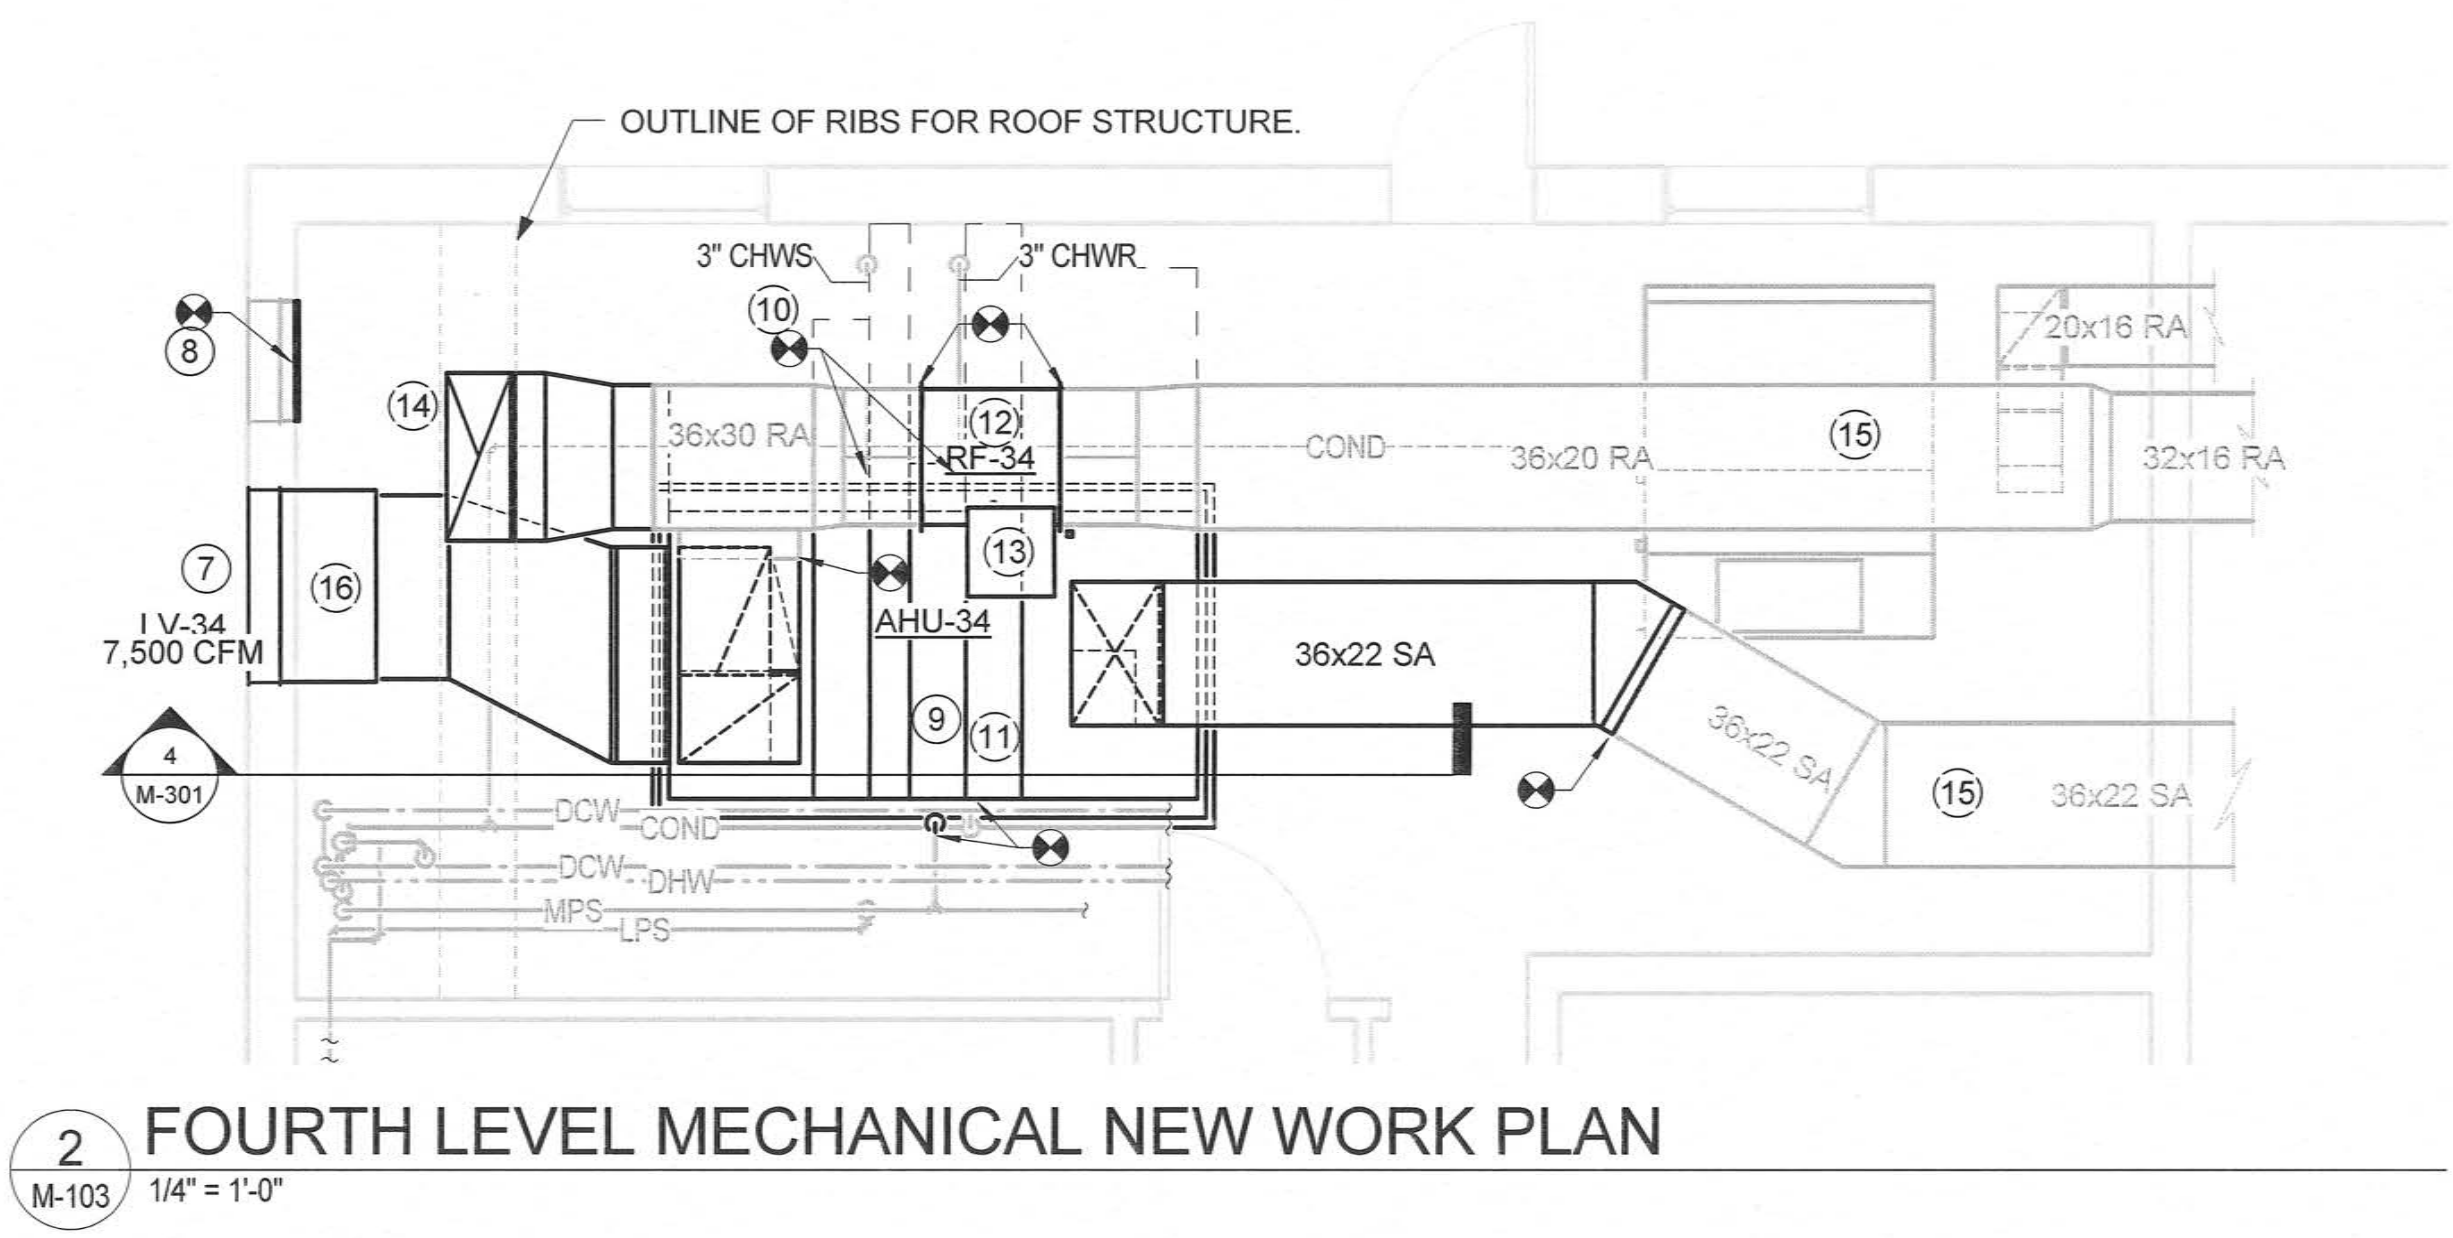 OUTLINE OF RIBS FOR ROOF STRUCTURE.
3" CHWS
3" CHWR
10
8
14
12
20x16 RA
36x30 RA
COND
36x20 RA
15
32x16 RA
RF-34
7
16
13
LV-34
7,500 CFM
AHU-34
36x22 SA
9
11
36x22 SA
15
36x22 SA
4
M-301
DCW
COND
DCW
DHW
MPS
LPS
2
M-103
FOURTH LEVEL MECHANICAL NEW WORK PLAN
1/4" = 1'-0"